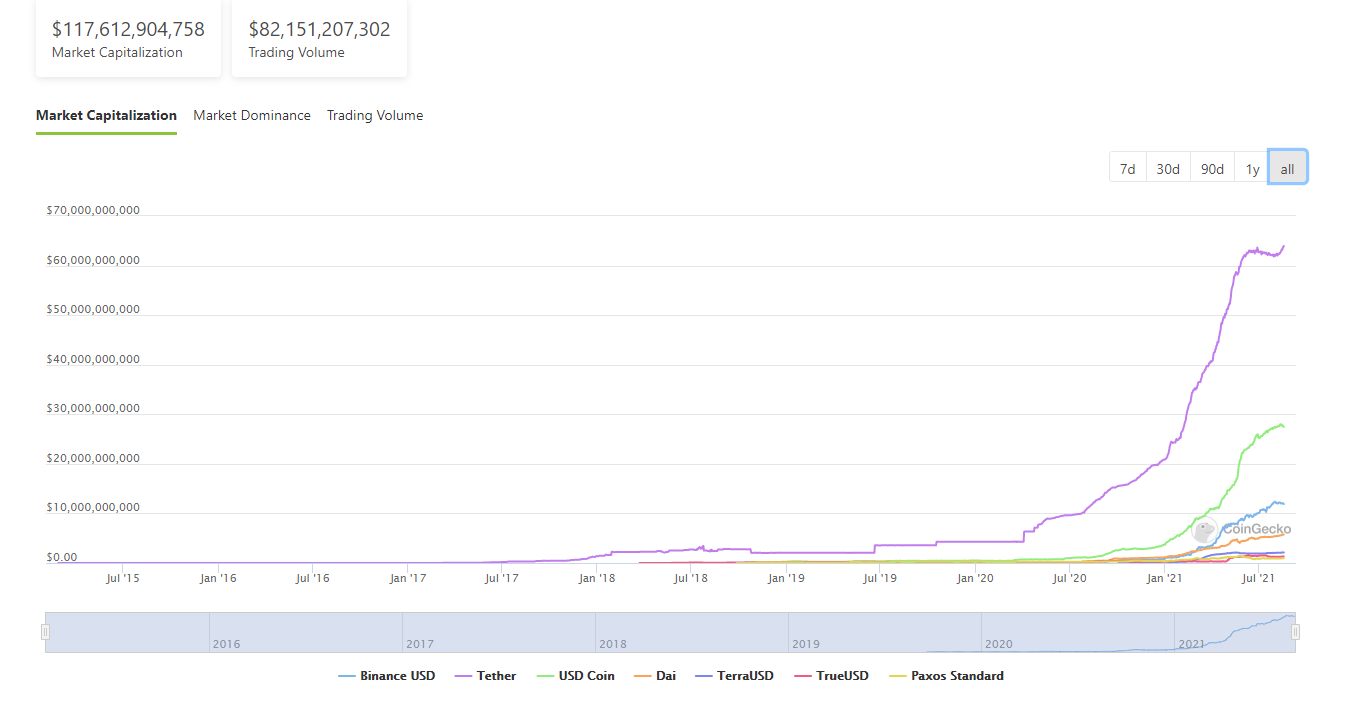 $117,612,904,758 $82,151,207,302
Market Capitalization Trading Volume
Market Capitalization Market Dominance Trading Volume
7d 30d 90d 1y all
$70,000,000,000
$60,000,000,000
$50,000,000,000
$40,000,000,000
$30,000,000,000
$20,000,000,000
$10,000,000,000
CoinGecko
$0.00
Jul '15 Jan '16 Jul '16 Jan '17 Jul '17 Jan '18 Jul '18 Jan '19 Jul '19 Jan '20 Jul '20 Jan '21 Jul '21
2016 2017 2018 2019 2020 2021
Binance USD Tether USD Coin Dai TerraUSD TrueUSD Paxos Standard